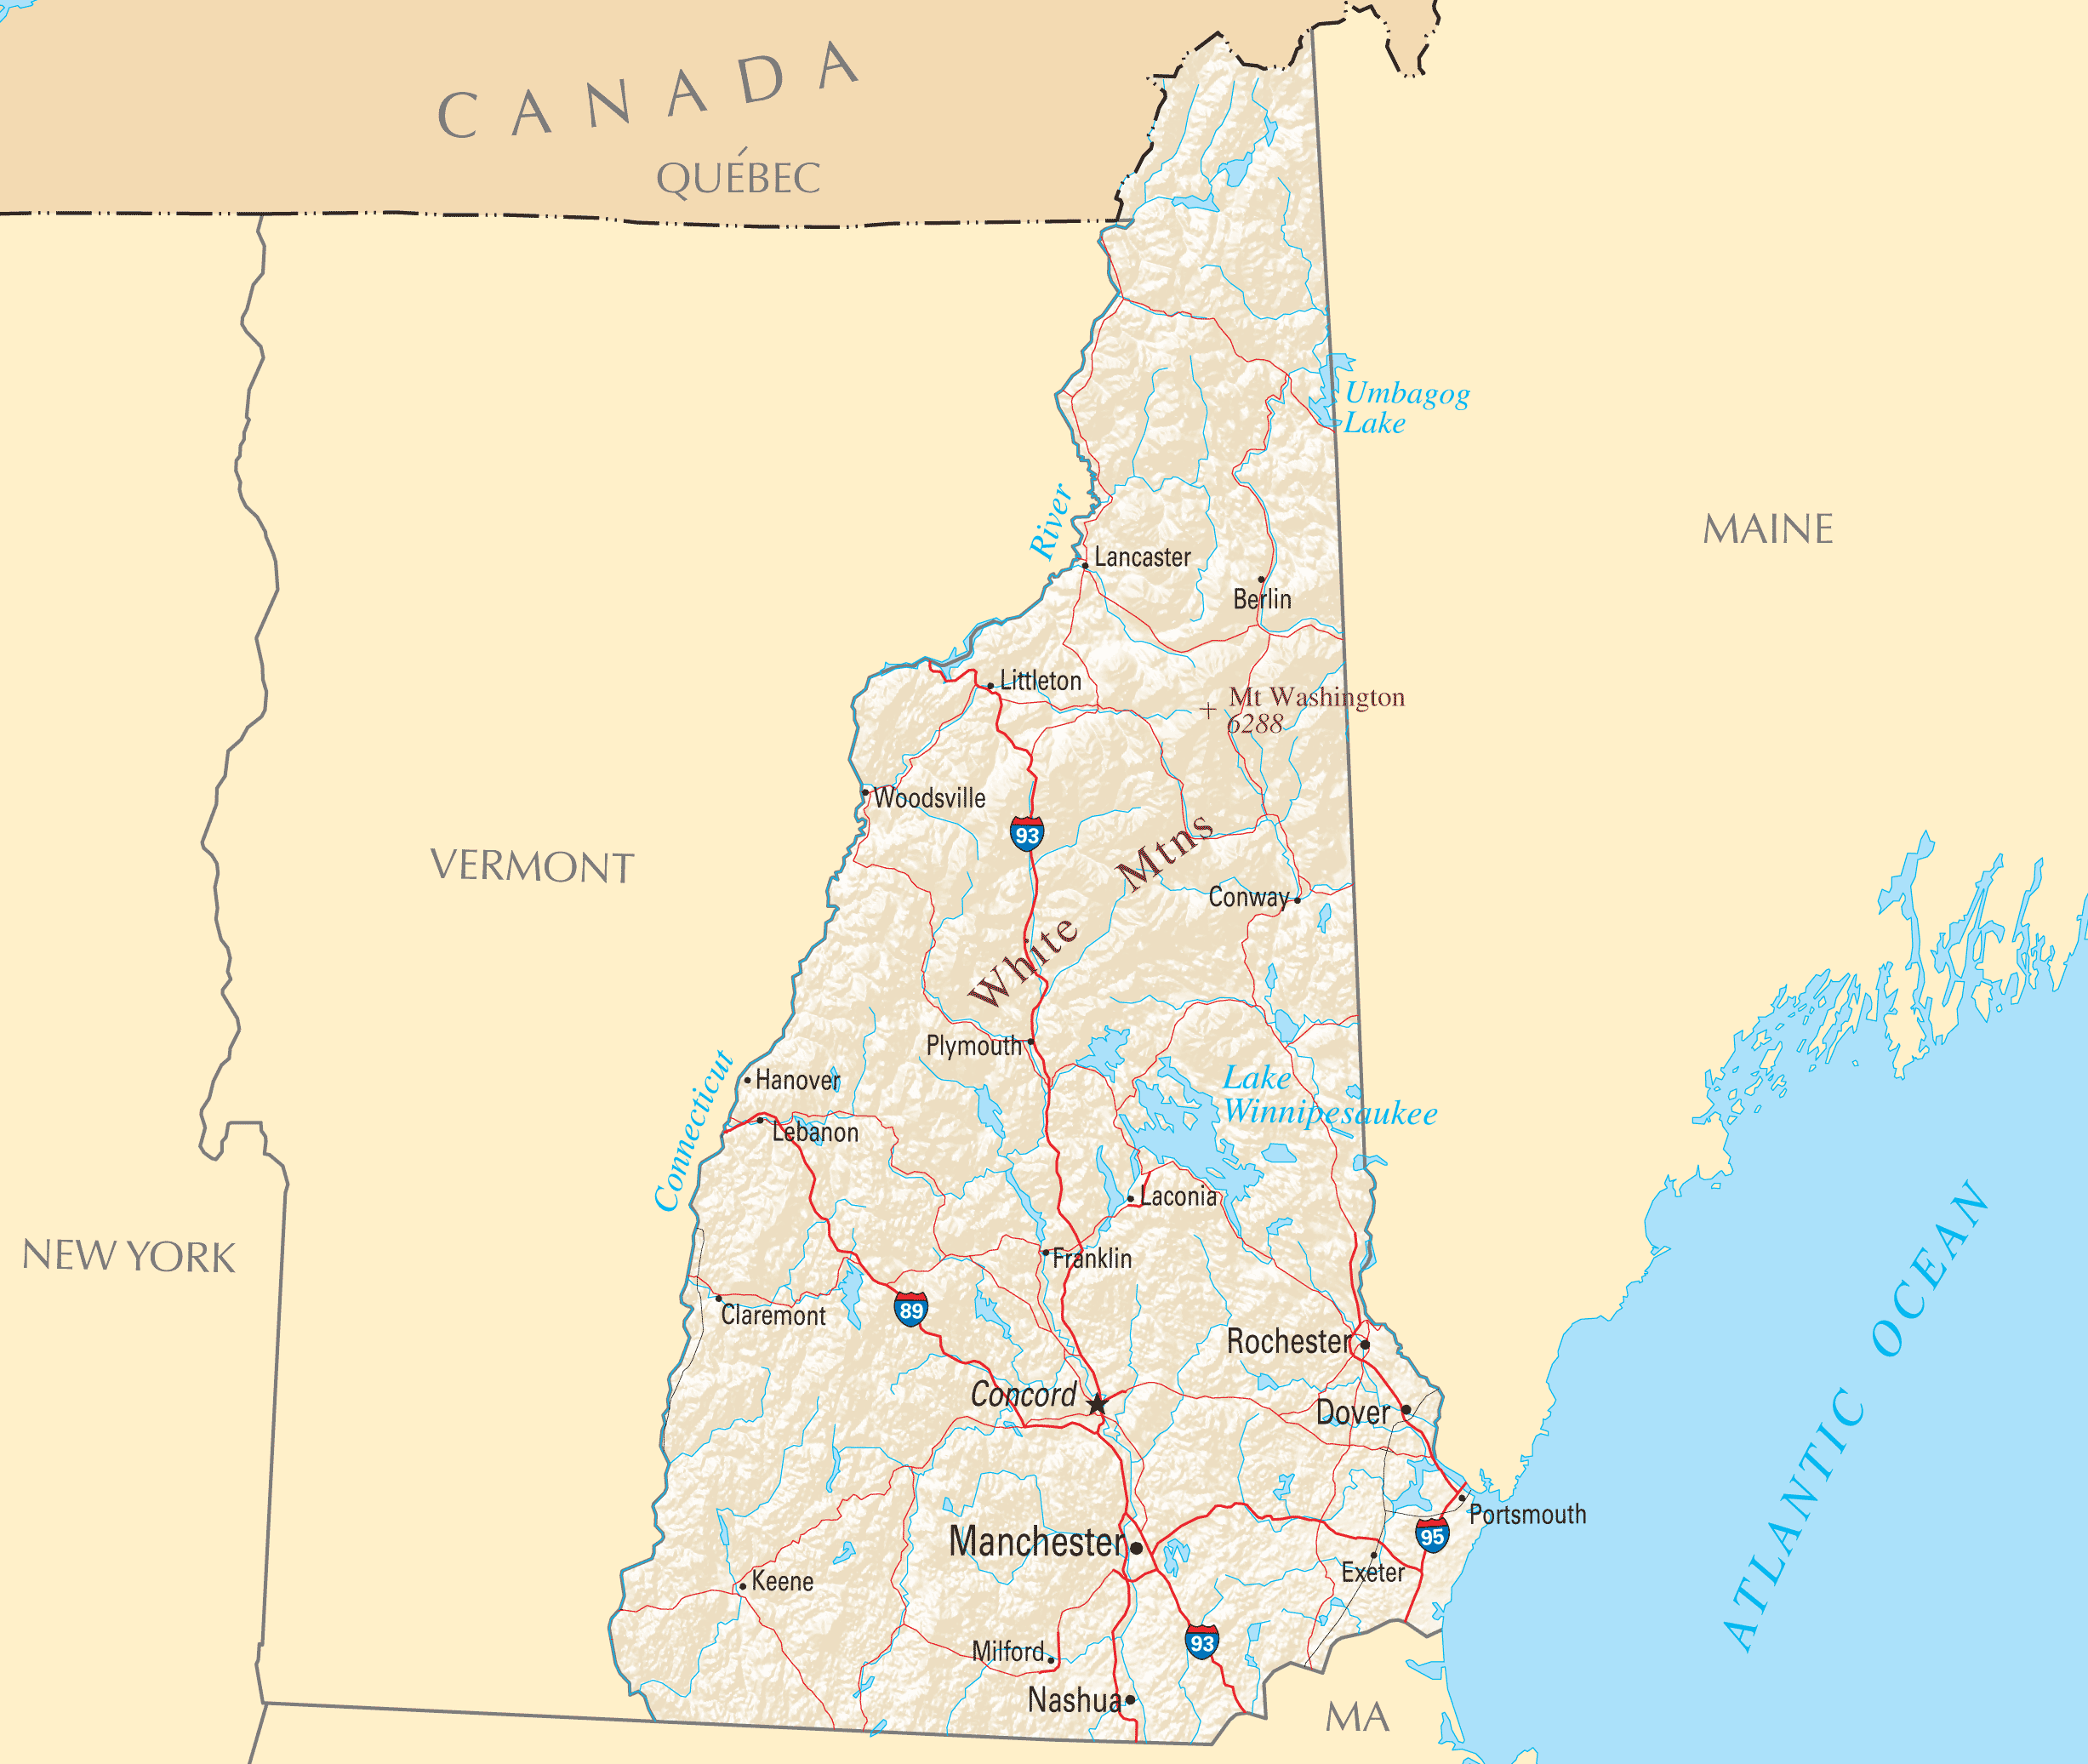 CANADA
QUÉBEC
Umbagog
Lake
MAINE
River
Lancaster
Berlin
Littleton
Mt Washington
6288
Woodsville
93
White Mtns
VERMONT
Conway
Plymouth
Hanover
Lake
Winnipesaukee
Connecticut
Lebanon
Laconia
NEW YORK
Franklin
89
Claremont
Rochester
Concord
Dover
ATLANTIC OCEAN
Portsmouth
Manchester
95
Exeter
Keene
93
Milford
Nashua
MA